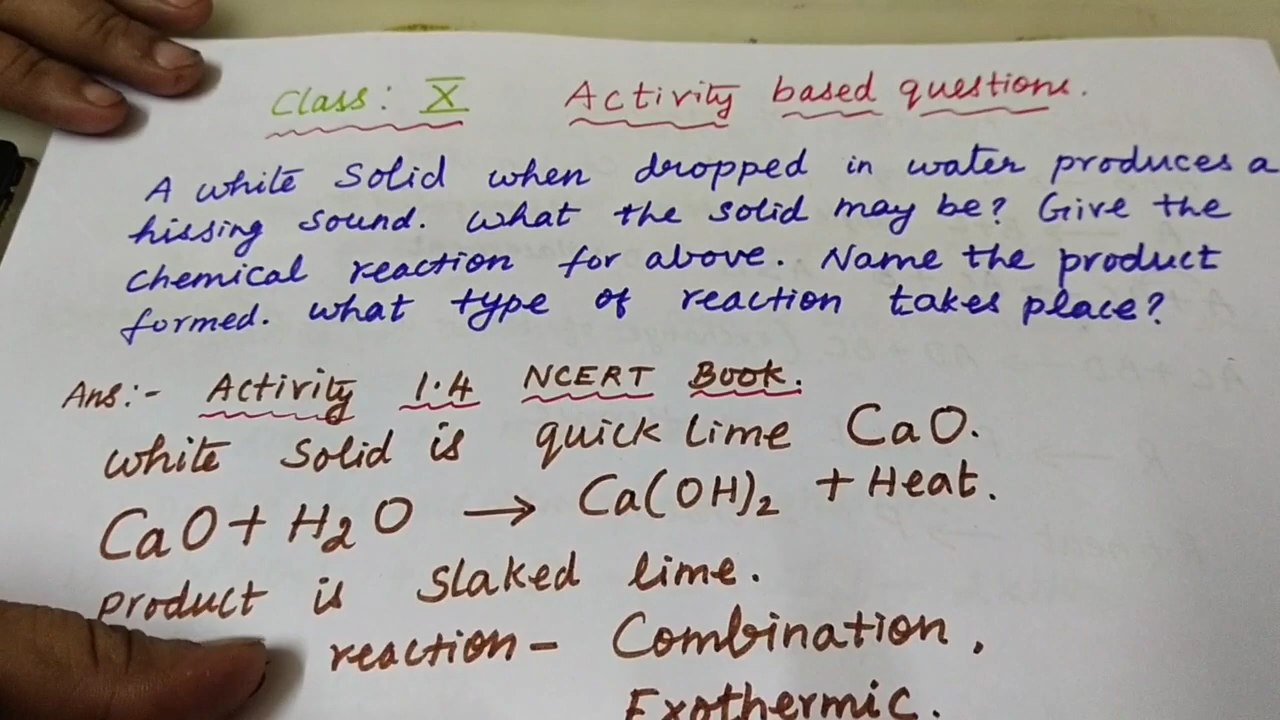 Class: X Activity based questions.
A white Solid when dropped in water produces a
hissing sound. what the solid may be? Give the
chemical reaction for above. Name the product
formed. what type of reaction takes place?
Ans:- Activity 1.4 NCERT Book.
white solid is quick lime CaO.
CaO + H₂O → Ca(OH)₂ + Heat.
product is slaked lime.
reaction - Combination,
Exothermic.